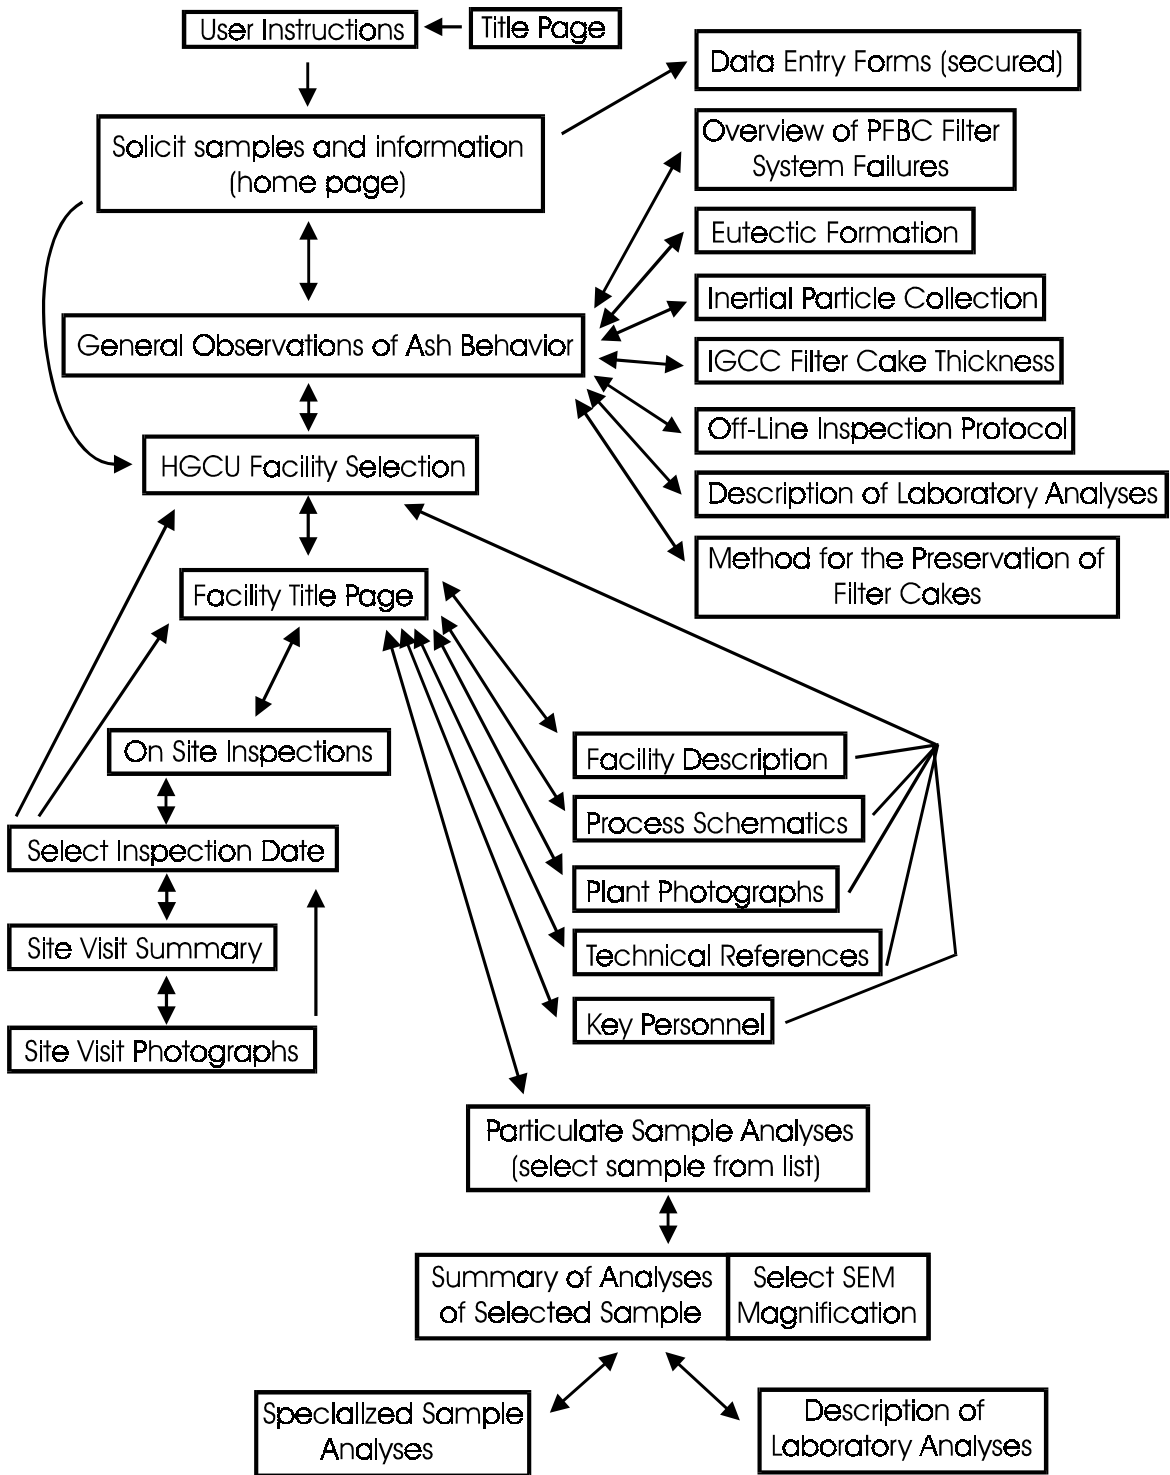 User Instructions
Title Page
Data Entry Forms (secured)
Solicit samples and information
(home page)
Overview of PFBC Filter
System Failures
Eutectic Formation
Inertial Particle Collection
General Observations of Ash Behavior
IGCC Filter Cake Thickness
Off-Line Inspection Protocol
HGCU Facility Selection
Description of Laboratory Analyses
Method for the Preservation of
Filter Cakes
Facility Title Page
On Site Inspections
Facility Description
Process Schematics
Select Inspection Date
Plant Photographs
Site Visit Summary
Technical References
Key Personnel
Site Visit Photographs
Particulate Sample Analyses
(select sample from list)
Summary of Analyses
of Selected Sample
Select SEM
Magnification
Specialized Sample
Analyses
Description of
Laboratory Analyses